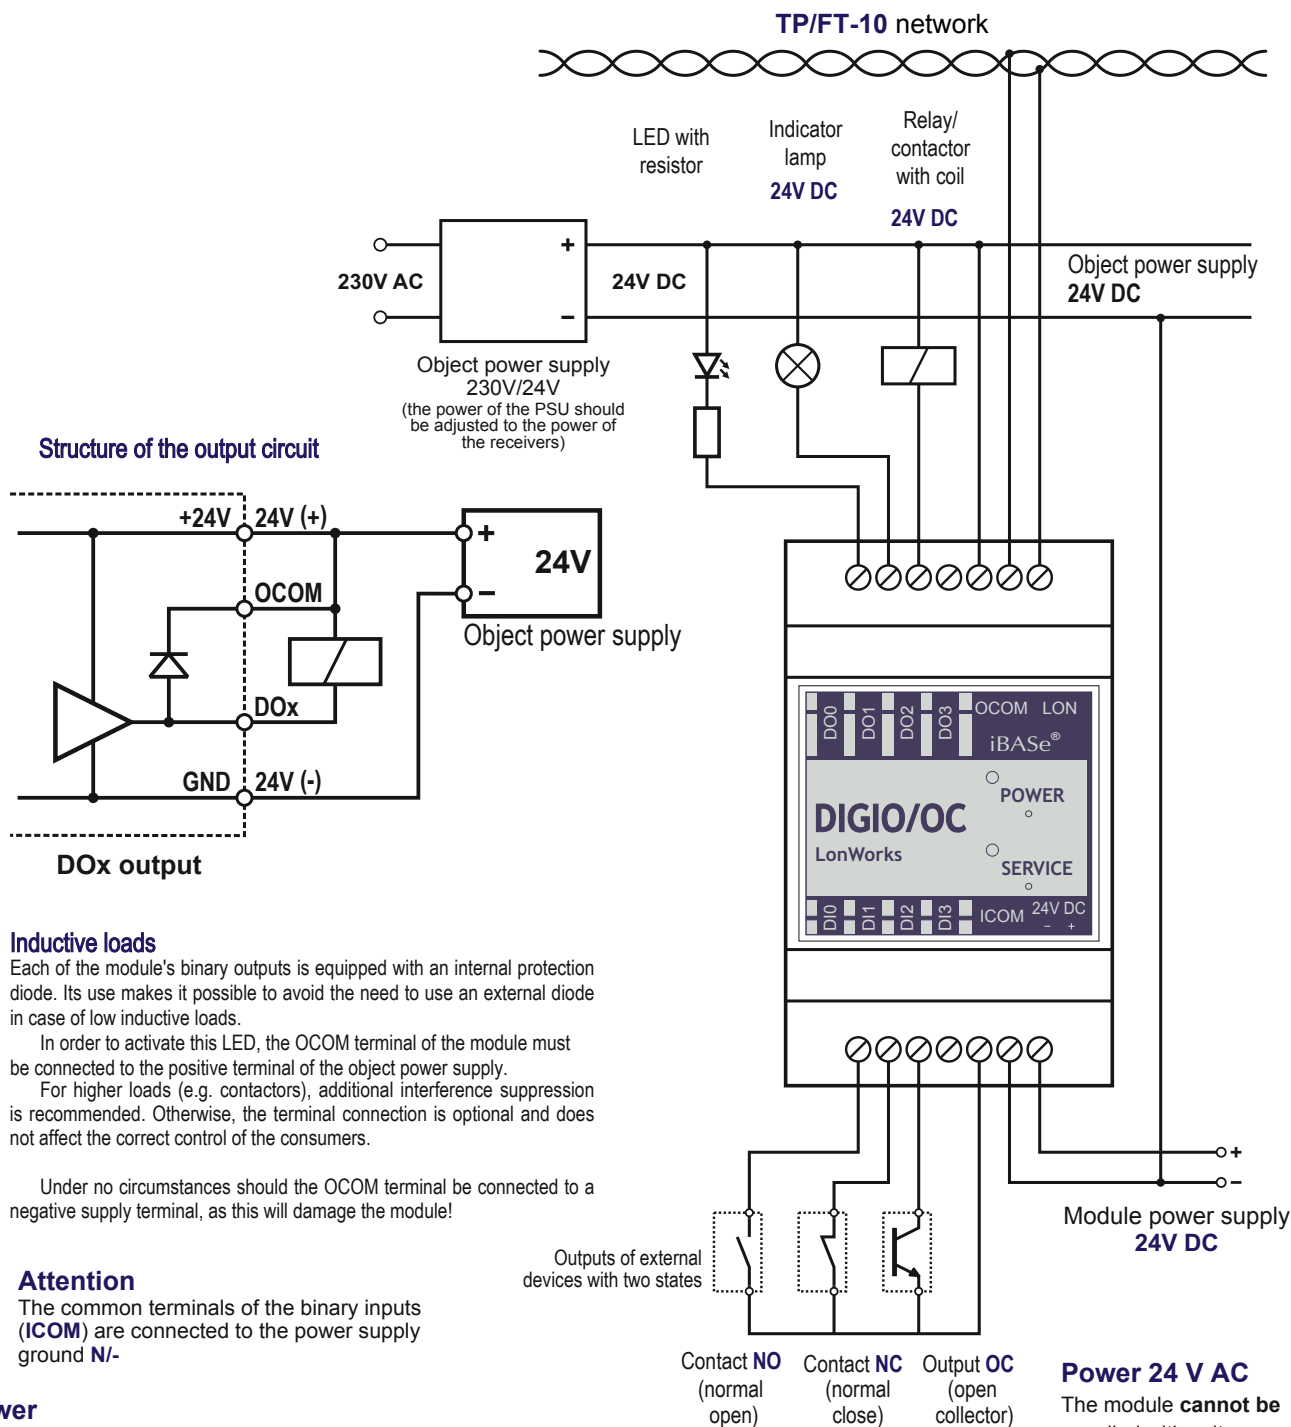 TP/FT-10 network
LED with
resistor
Indicator
lamp
24V DC
Relay/
contactor
with coil
24V DC
+
−
230V AC
24V DC
Object power supply
24V DC
Object power supply
230V/24V
(the power of the PSU should
be adjusted to the power of
the receivers)
Structure of the output circuit
+24V
24V (+)
OCOM
DOx
GND
24V (-)
+
24V
−
Object power supply
DOx output
DO0
DO1
DO2
DO3
OCOM LON
iBASe®
POWER
DIGIO/OC
LonWorks
SERVICE
DI0
DI1
DI2
DI3
ICOM
24V DC
− +
Inductive loads
Each of the module's binary outputs is equipped with an internal protection
diode. Its use makes it possible to avoid the need to use an external diode
in case of low inductive loads.
In order to activate this LED, the OCOM terminal of the module must
be connected to the positive terminal of the object power supply.
For higher loads (e.g. contactors), additional interference suppression
is recommended. Otherwise, the terminal connection is optional and does
not affect the correct control of the consumers.
Under no circumstances should the OCOM terminal be connected to a
negative supply terminal, as this will damage the module!
+
−
Module power supply
24V DC
Outputs of external
devices with two states
Attention
The common terminals of the binary inputs
(ICOM) are connected to the power supply
ground N/-
Contact NO
(normal
open)
Contact NC
(normal
close)
Output OC
(open
collector)
Power 24 V AC
The module cannot be